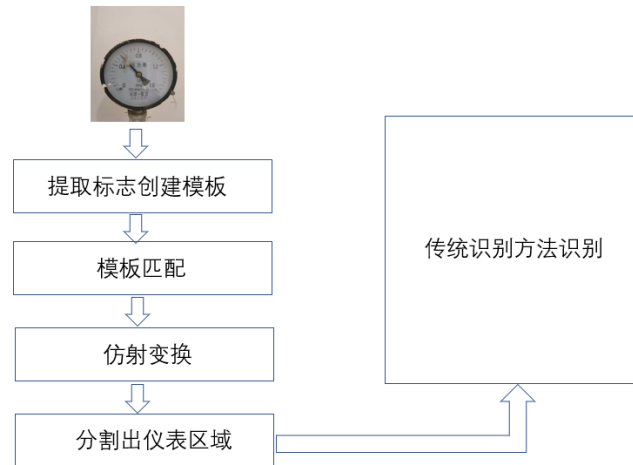 提取标志创建模板
模板匹配
仿射变换
分割出仪表区域
传统识别方法识别